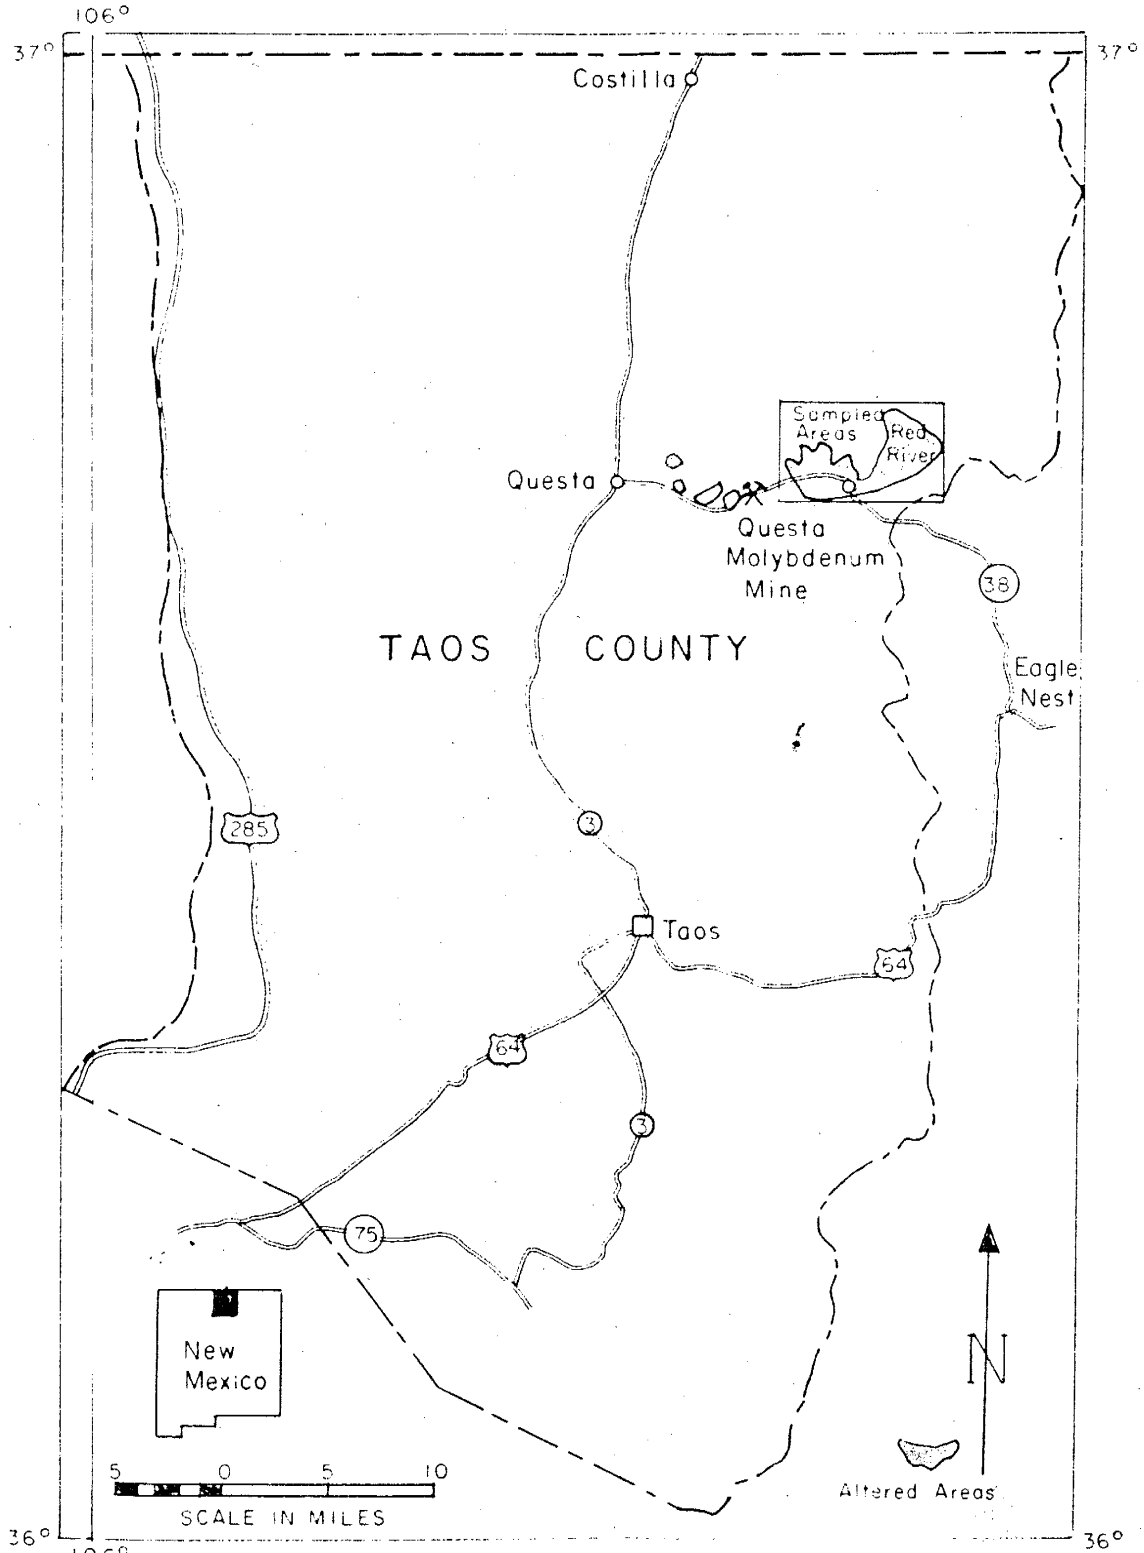 106°
37°
37°
Costilla
Sampled
Areas
Red
River
Questa
Questa
Molybdenum
Mine
38
TAOS COUNTY
Eagle
Nest
285
3
Taos
64
64
3
75
New
Mexico
N
5 0 5 10
SCALE IN MILES
Altered Areas
36°
36°
106°